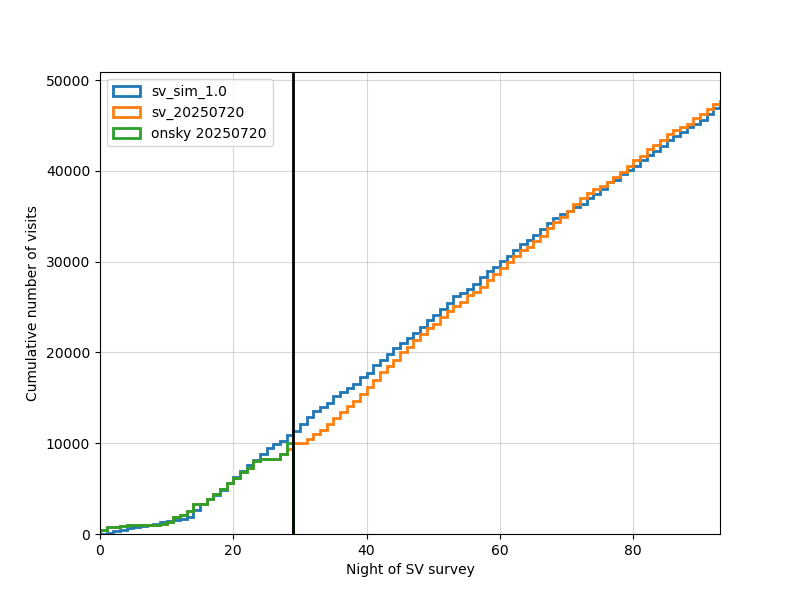 sv_sim_1.0
sv_20250720
onsky 20250720
50000
40000
30000
20000
10000
0
Cumulative number of visits
0 20 40 60 80
Night of SV survey